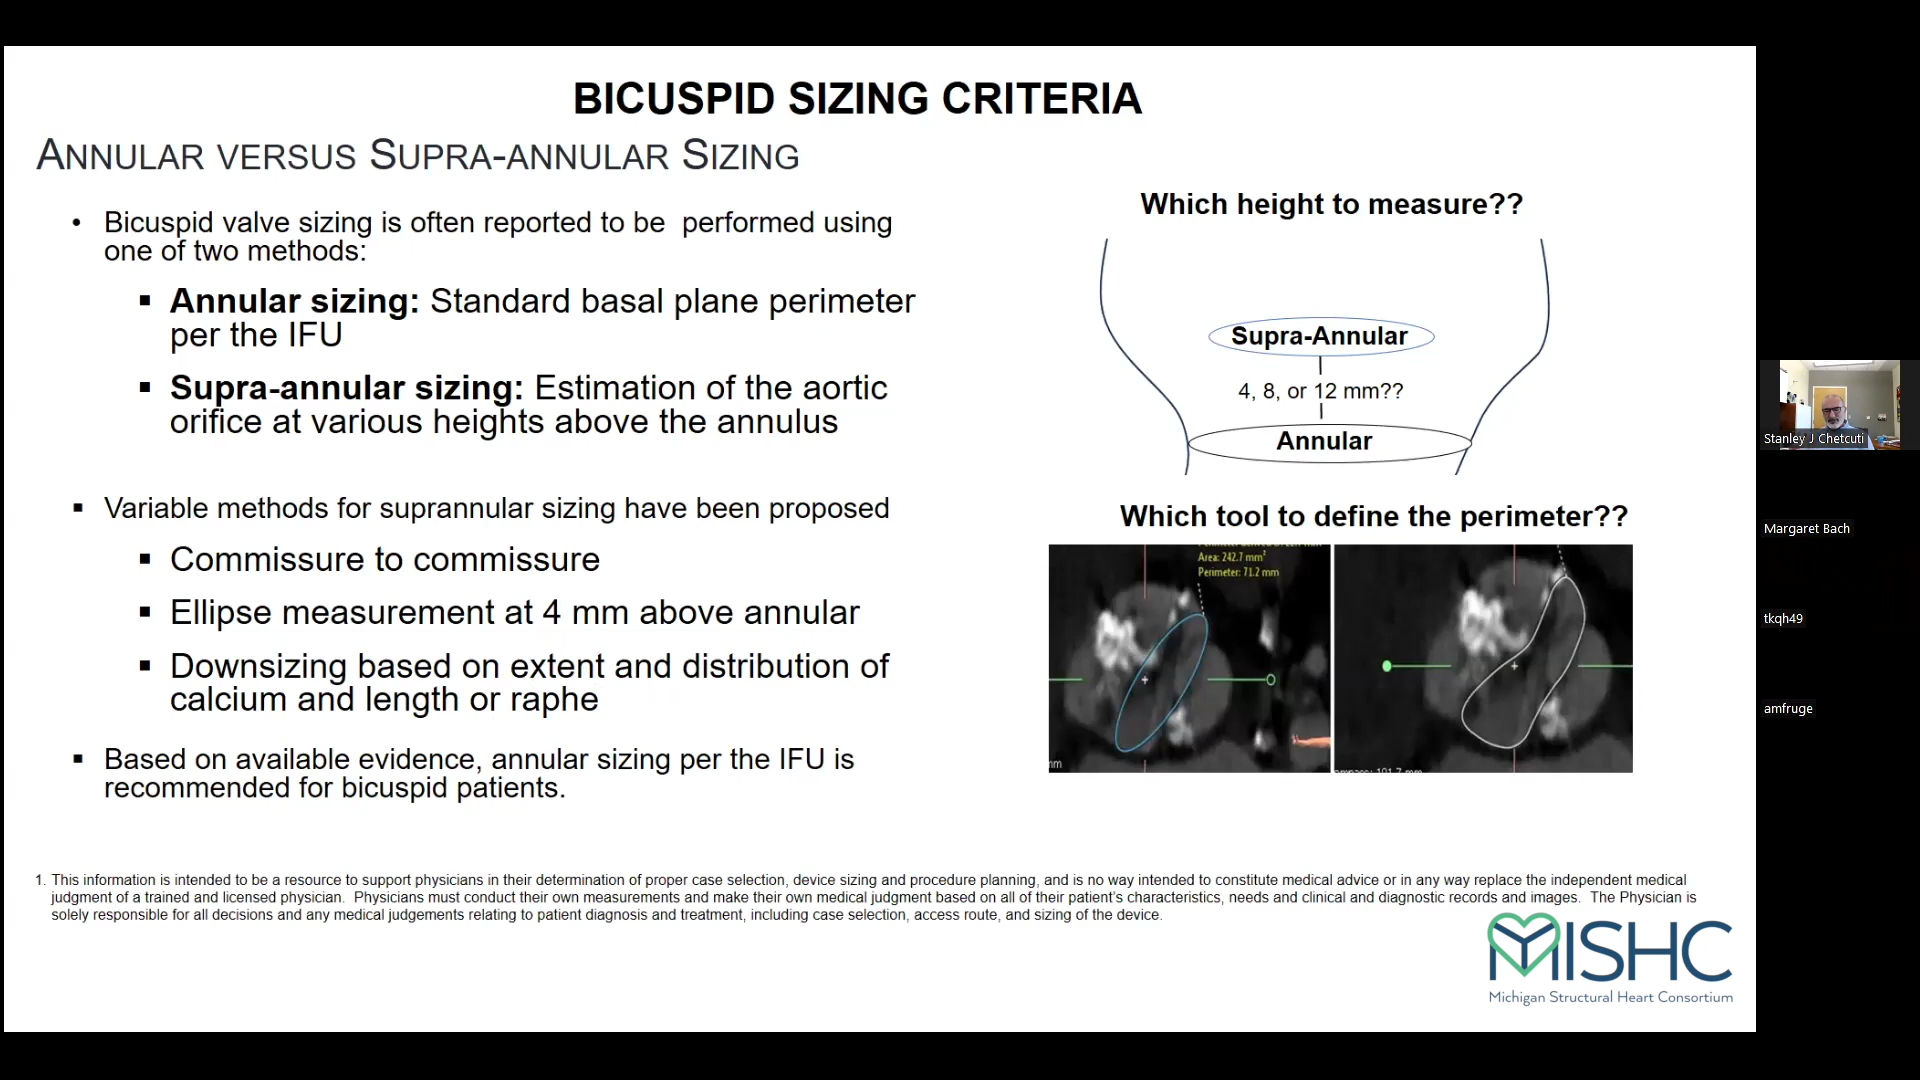 BICUSPID SIZING CRITERIA
ANNULAR VERSUS SUPRA-ANNULAR SIZING
• Bicuspid valve sizing is often reported to be performed using
one of two methods:
▪ Annular sizing: Standard basal plane perimeter
per the IFU
▪ Supra-annular sizing: Estimation of the aortic
orifice at various heights above the annulus
▪ Variable methods for suprannular sizing have been proposed
▪ Commissure to commissure
▪ Ellipse measurement at 4 mm above annular
▪ Downsizing based on extent and distribution of
calcium and length or raphe
▪ Based on available evidence, annular sizing per the IFU is
recommended for bicuspid patients.
Which height to measure??
Supra-Annular
4, 8, or 12 mm??
Annular
Which tool to define the perimeter??
Area: 242.7 mm²
Perimeter: 71.2 mm
mm
1. This information is intended to be a resource to support physicians in their determination of proper case selection, device sizing and procedure planning, and is no way intended to constitute medical advice or in any way replace the independent medical
judgment of a trained and licensed physician. Physicians must conduct their own measurements and make their own medical judgment based on all of their patient's characteristics, needs and clinical and diagnostic records and images. The Physician is
solely responsible for all decisions and any medical judgements relating to patient diagnosis and treatment, including case selection, access route, and sizing of the device.
MISHC
Michigan Structural Heart Consortium
Stanley J Chetcuti
Margaret Bach
tkqh49
amfruge